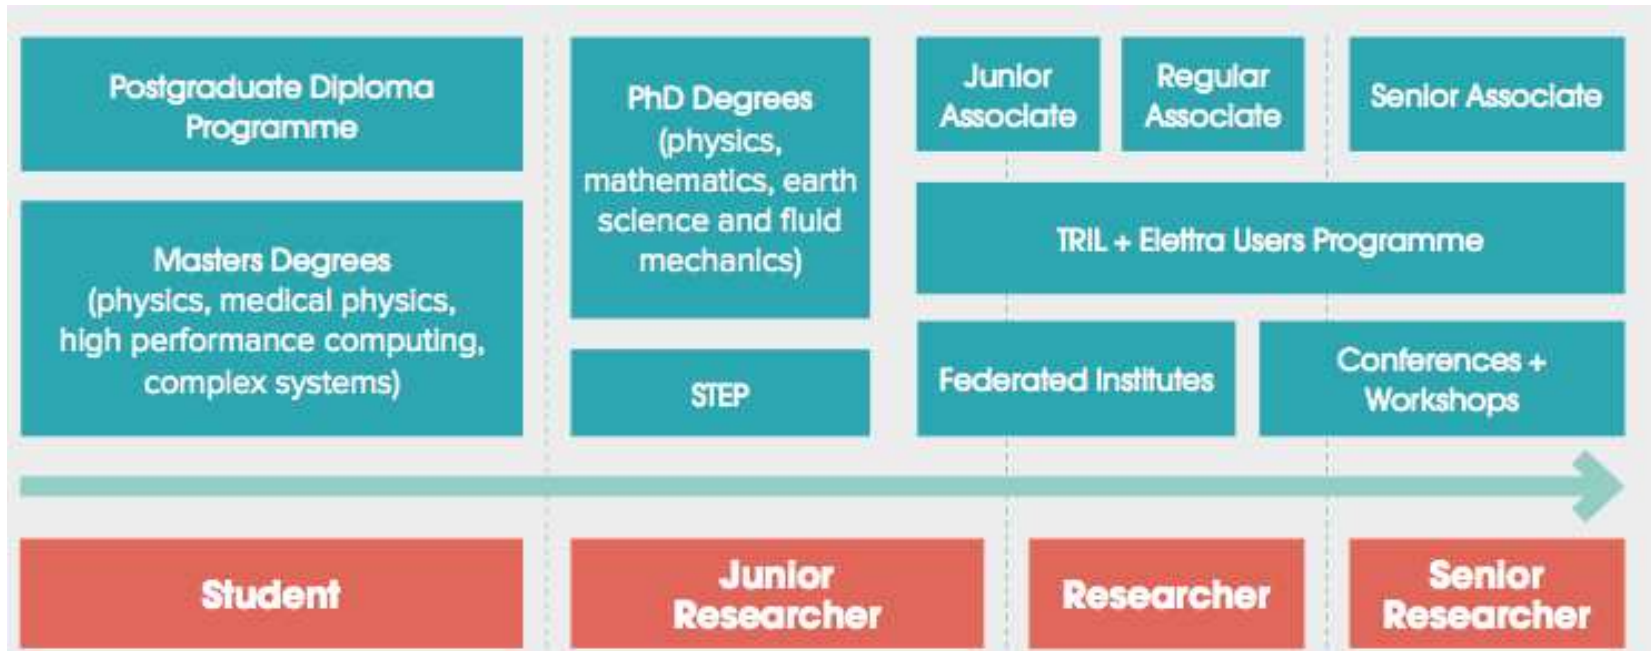 Postgraduate Diploma
Programme
Masters Degrees
(physics, medical physics,
high performance computing,
complex systems)
PhD Degrees
(physics,
mathematics, earth
science and fluid
mechanics)
STEP
Junior
Associate
Regular
Associate
Senior Associate
TRIL + Elettra Users Programme
Federated Institutes
Conferences +
Workshops
Student
Junior
Researcher
Researcher
Senior
Researcher